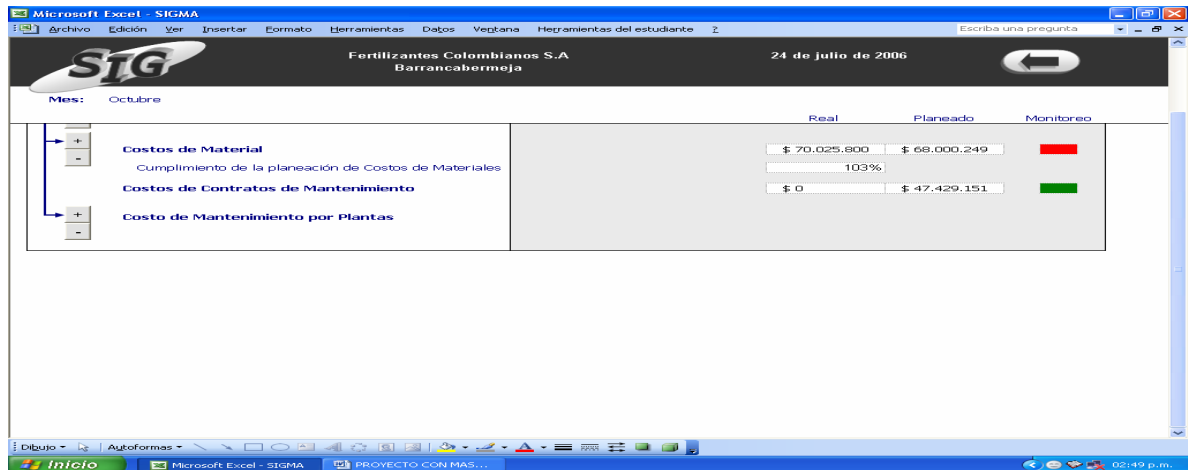 Microsoft Excel - SIGMA
Archivo Edición Ver Insertar Formato Herramientas Datos Ventana Herramientas del estudiante ? Escriba una pregunta
SIG Fertilizantes Colombianos S.A 24 de julio de 2006
Barrancabermeja
Mes: Octubre
Real Planeado Monitoreo
+
- Costos de Material $ 70.025.800 $ 68.000.249
Cumplimiento de la planeación de Costos de Materiales 103%
Costos de Contratos de Mantenimiento $ 0 $ 47.429.151
+
- Costo de Mantenimiento por Plantas
Dibujo Autoformas
Inicio Microsoft Excel - SIGMA PROYECTO CON MAS... 02:49 p.m.